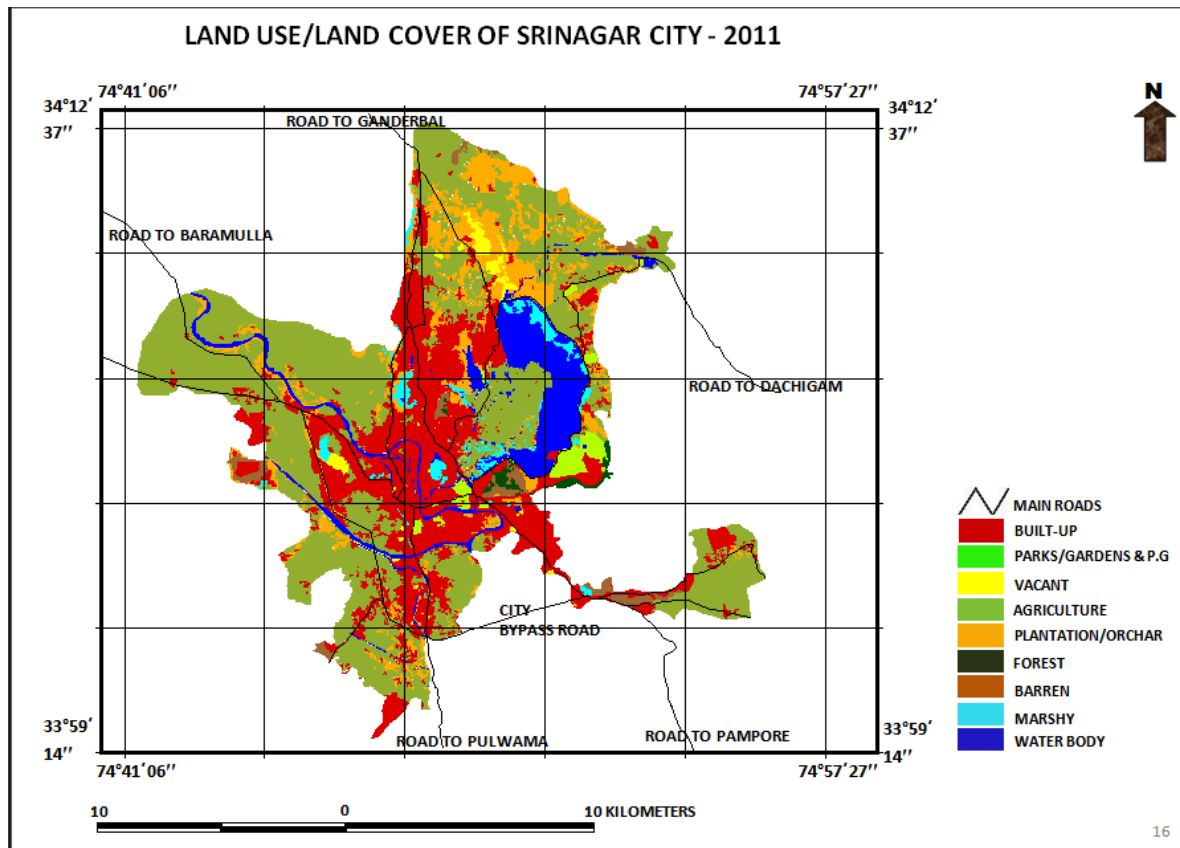 LAND USE/LAND COVER OF SRINAGAR CITY - 2011
74°41′06′′
74°57′27′′
34°12′
37′′
34°12′
37′′
N
ROAD TO GANDERBAL
ROAD TO BARAMULLA
ROAD TO DACHIGAM
CITY
BYPASS ROAD
ROAD TO PULWAMA
ROAD TO PAMPORE
33°59′
14′′
33°59′
14′′
74°41′06′′
74°57′27′′
MAIN ROADS
BUILT-UP
PARKS/GARDENS & P.G
VACANT
AGRICULTURE
PLANTATION/ORCHAR
FOREST
BARREN
MARSHY
WATER BODY
10 0 10 KILOMETERS
16